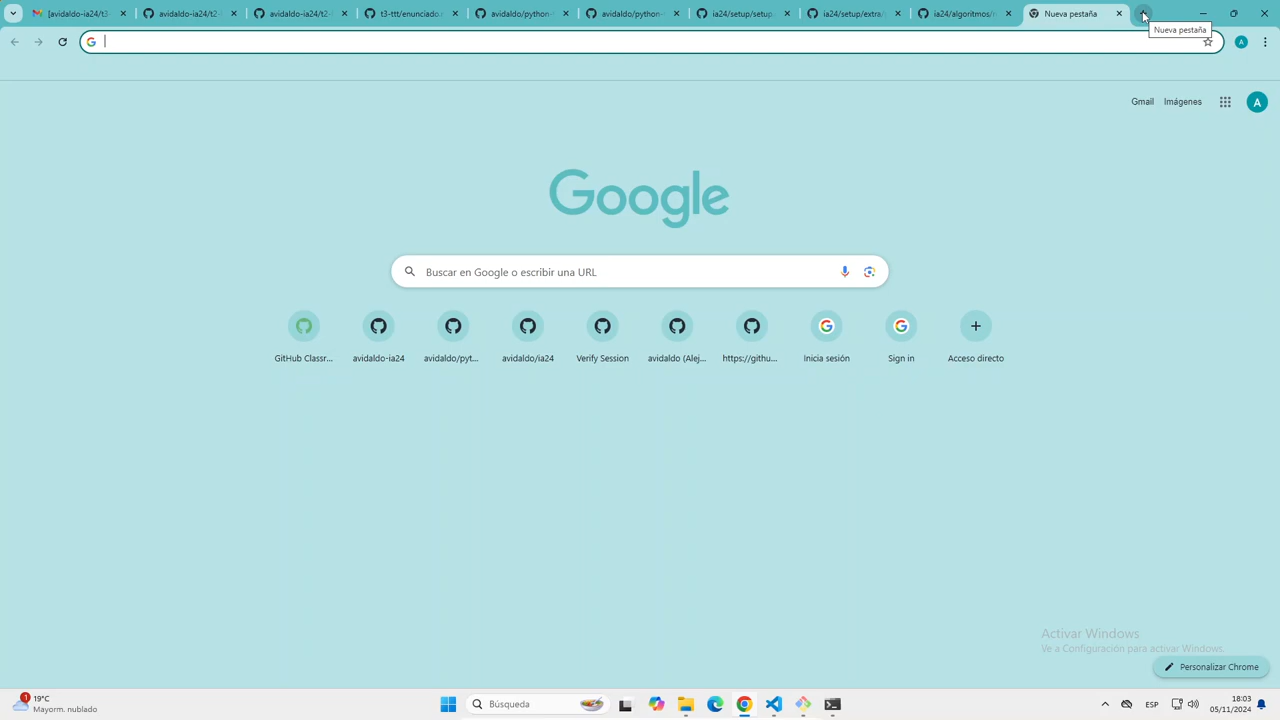 [avidaldo-ia24/t3
avidaldo-ia24/t2-
avidaldo-ia24/t2-
t3-ttt/enunciado.
avidaldo/python-
avidaldo/python-
ia24/setup/setup.
ia24/setup/extra/
ia24/algoritmos/
Nueva pestaña
Nueva pestaña
Gmail
Imágenes
A
A
Google
Buscar en Google o escribir una URL
GitHub Classr...
avidaldo-ia24
avidaldo/pyt...
avidaldo/ia24
Verify Session
avidaldo (Alej...
https://githu...
Inicia sesión
Sign in
Acceso directo
Activar Windows
Ve a Configuración para activar Windows.
Personalizar Chrome
1
19°C
Mayorm. nublado
Búsqueda
ESP
18:03
05/11/2024